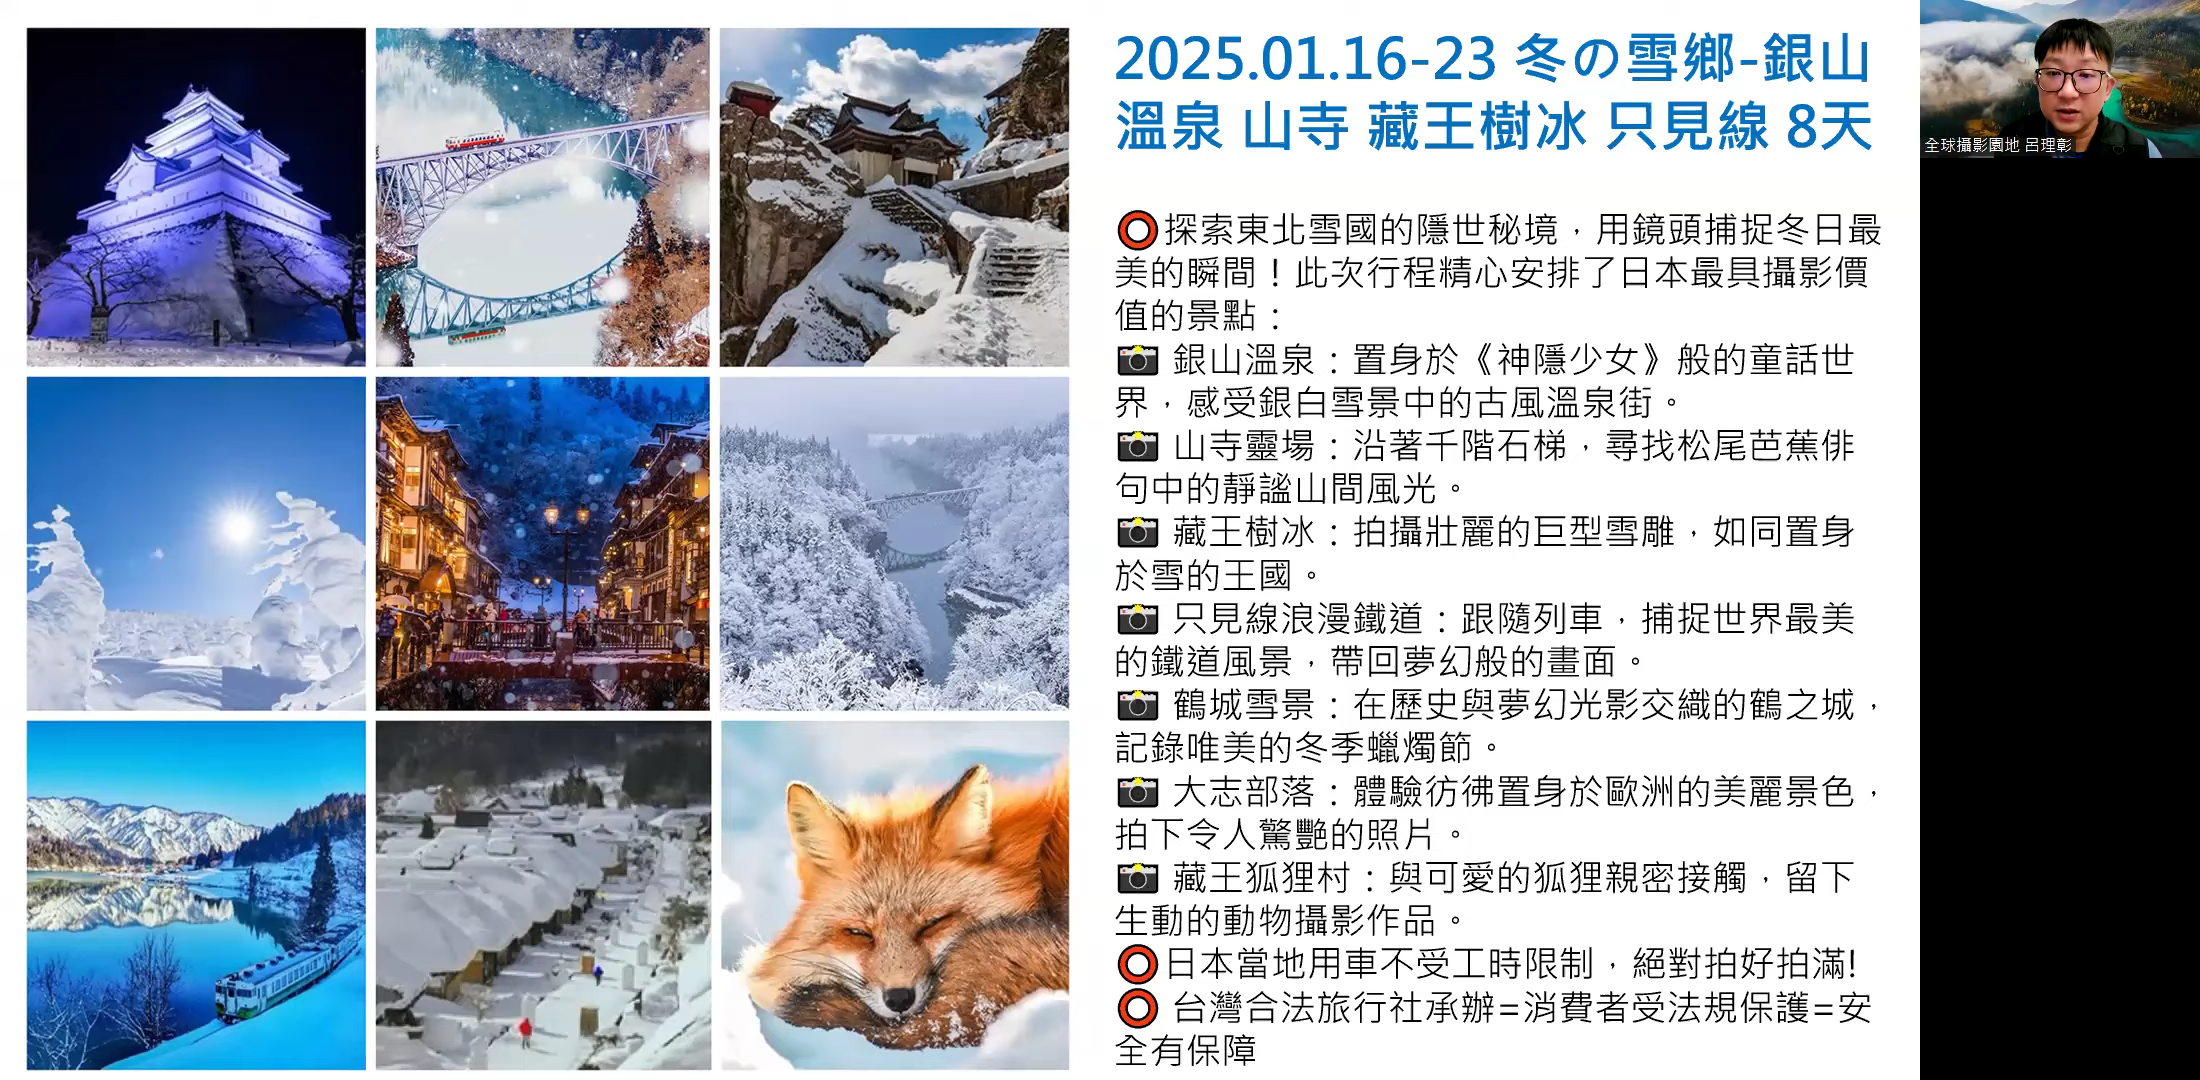 2025.01.16-23 冬の雪鄉-銀山
溫泉 山寺 藏王樹冰 只見線 8天
⭕探索東北雪國的隱世秘境，用鏡頭捕捉冬日最
美的瞬間！此次行程精心安排了日本最具攝影價
值的景點：
📸 銀山溫泉：置身於《神隱少女》般的童話世
界，感受銀白雪景中的古風溫泉街。
📸 山寺靈場：沿著千階石梯，尋找松尾芭蕉俳
句中的靜謐山間風光。
📸 藏王樹冰：拍攝壯麗的巨型雪雕，如同置身
於雪的王國。
📸 只見線浪漫鐵道：跟隨列車，捕捉世界最美
的鐵道風景，帶回夢幻般的畫面。
📸 鶴城雪景：在歷史與夢幻光影交織的鶴之城，
記錄唯美的冬季蠟燭節。
📸 大志部落：體驗彷彿置身於歐洲的美麗景色，
拍下令人驚艷的照片。
📸 藏王狐狸村：與可愛的狐狸親密接觸，留下
生動的動物攝影作品。
⭕日本當地用車不受工時限制，絕對拍好拍滿!
⭕ 台灣合法旅行社承辦=消費者受法規保護=安
全有保障
全球攝影園地 呂理彰